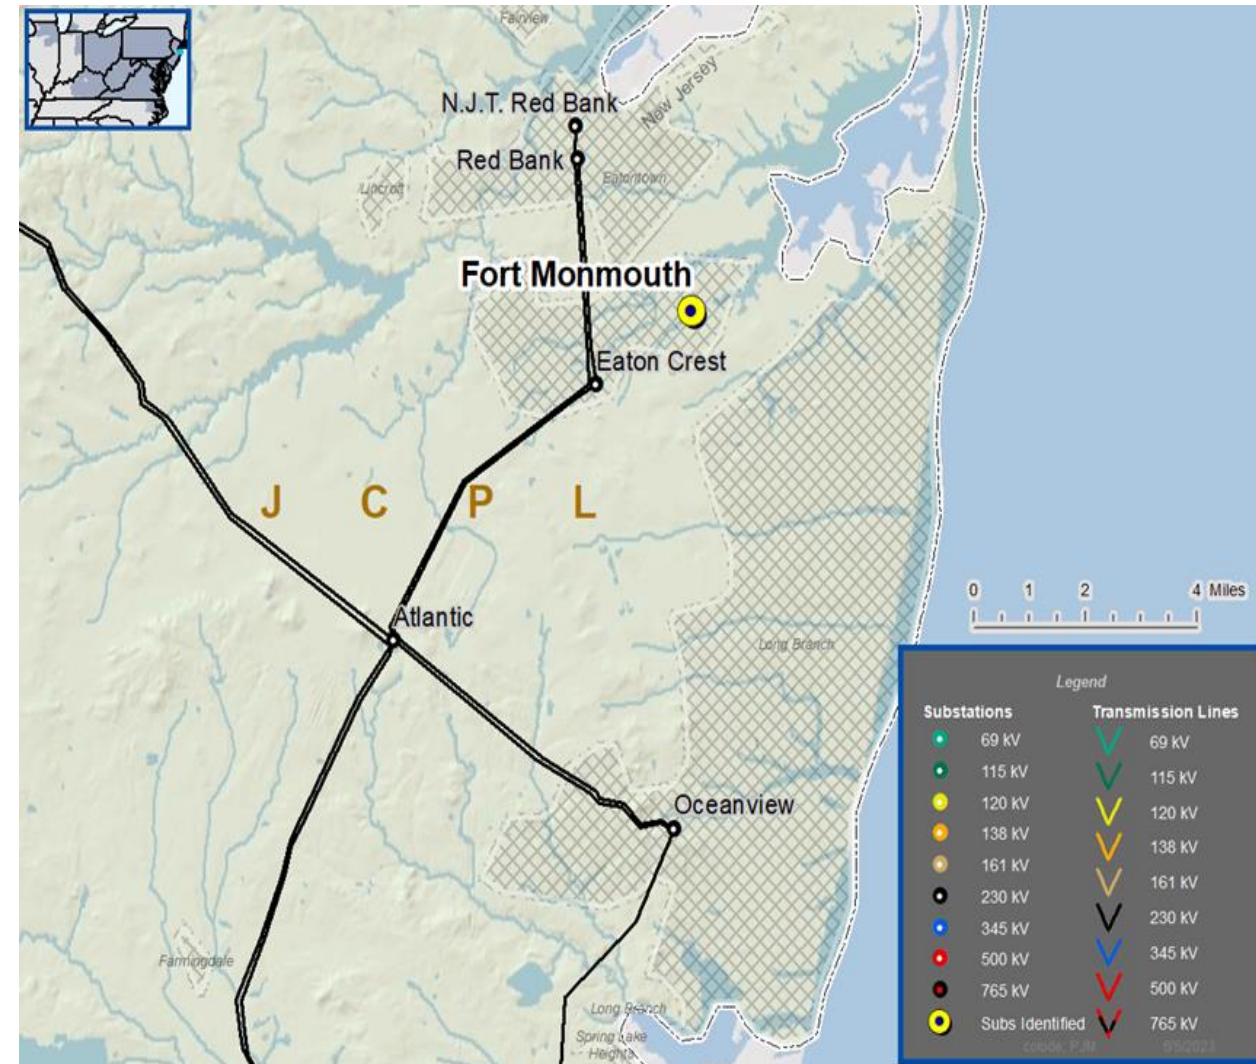 Fairview
N.J.T. Red Bank
New Jersey
Red Bank
Eatontown
Lincroft
Fort Monmouth
Eaton Crest
J C P L
Atlantic
0 1 2 4 Miles
Long Branch
Oceanview
Farmingdale
Long Branch
Spring Lake
Heights
Legend
Substations Transmission Lines
69 kV 69 kV
115 kV 115 kV
120 kV 120 kV
138 kV 138 kV
161 kV 161 kV
230 kV 230 kV
345 kV 345 kV
500 kV 500 kV
765 kV 765 kV
Subs Identified
PJM